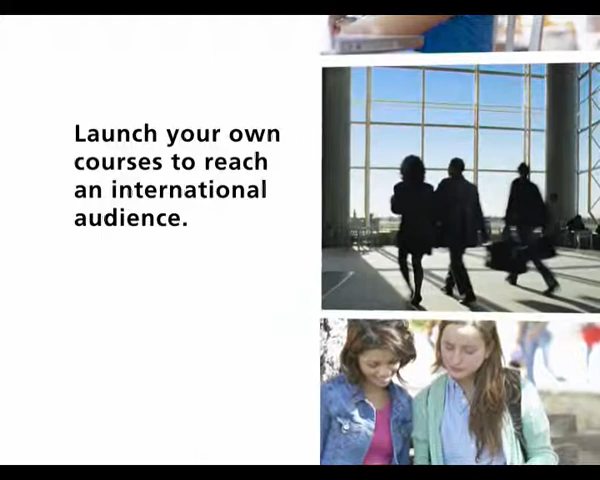 Launch your own
courses to reach
an international
audience.